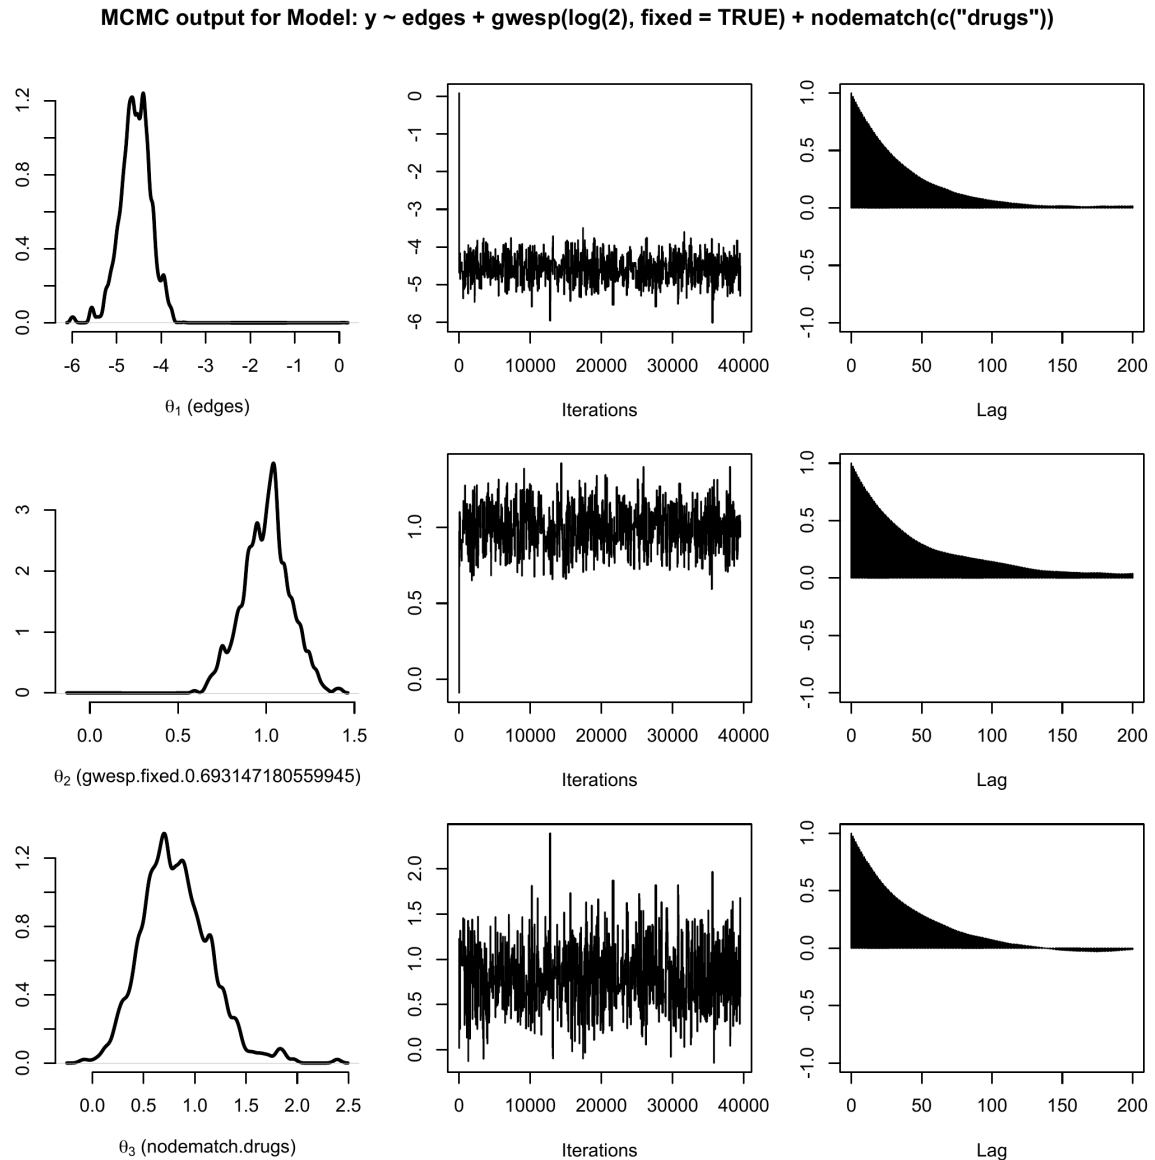 MCMC output for Model: y ~ edges + gwesp(log(2), fixed = TRUE) + nodematch(c("drugs"))
0.0 0.4 0.8 1.2
-6 -5 -4 -3 -2 -1 0
θ1 (edges)
0 -1 -2 -3 -4 -5 -6
0 10000 20000 30000 40000
Iterations
1.0 0.5 0.0 -0.5 -1.0
0 50 100 150 200
Lag
0 1 2 3
0.0 0.5 1.0 1.5
θ2 (gwesp.fixed.0.693147180559945)
0.0 0.5 1.0
0 10000 20000 30000 40000
Iterations
1.0 0.5 0.0 -0.5 -1.0
0 50 100 150 200
Lag
0.0 0.4 0.8 1.2
0.0 0.5 1.0 1.5 2.0 2.5
θ3 (nodematch.drugs)
0.0 0.5 1.0 1.5 2.0
0 10000 20000 30000 40000
Iterations
1.0 0.5 0.0 -0.5 -1.0
0 50 100 150 200
Lag